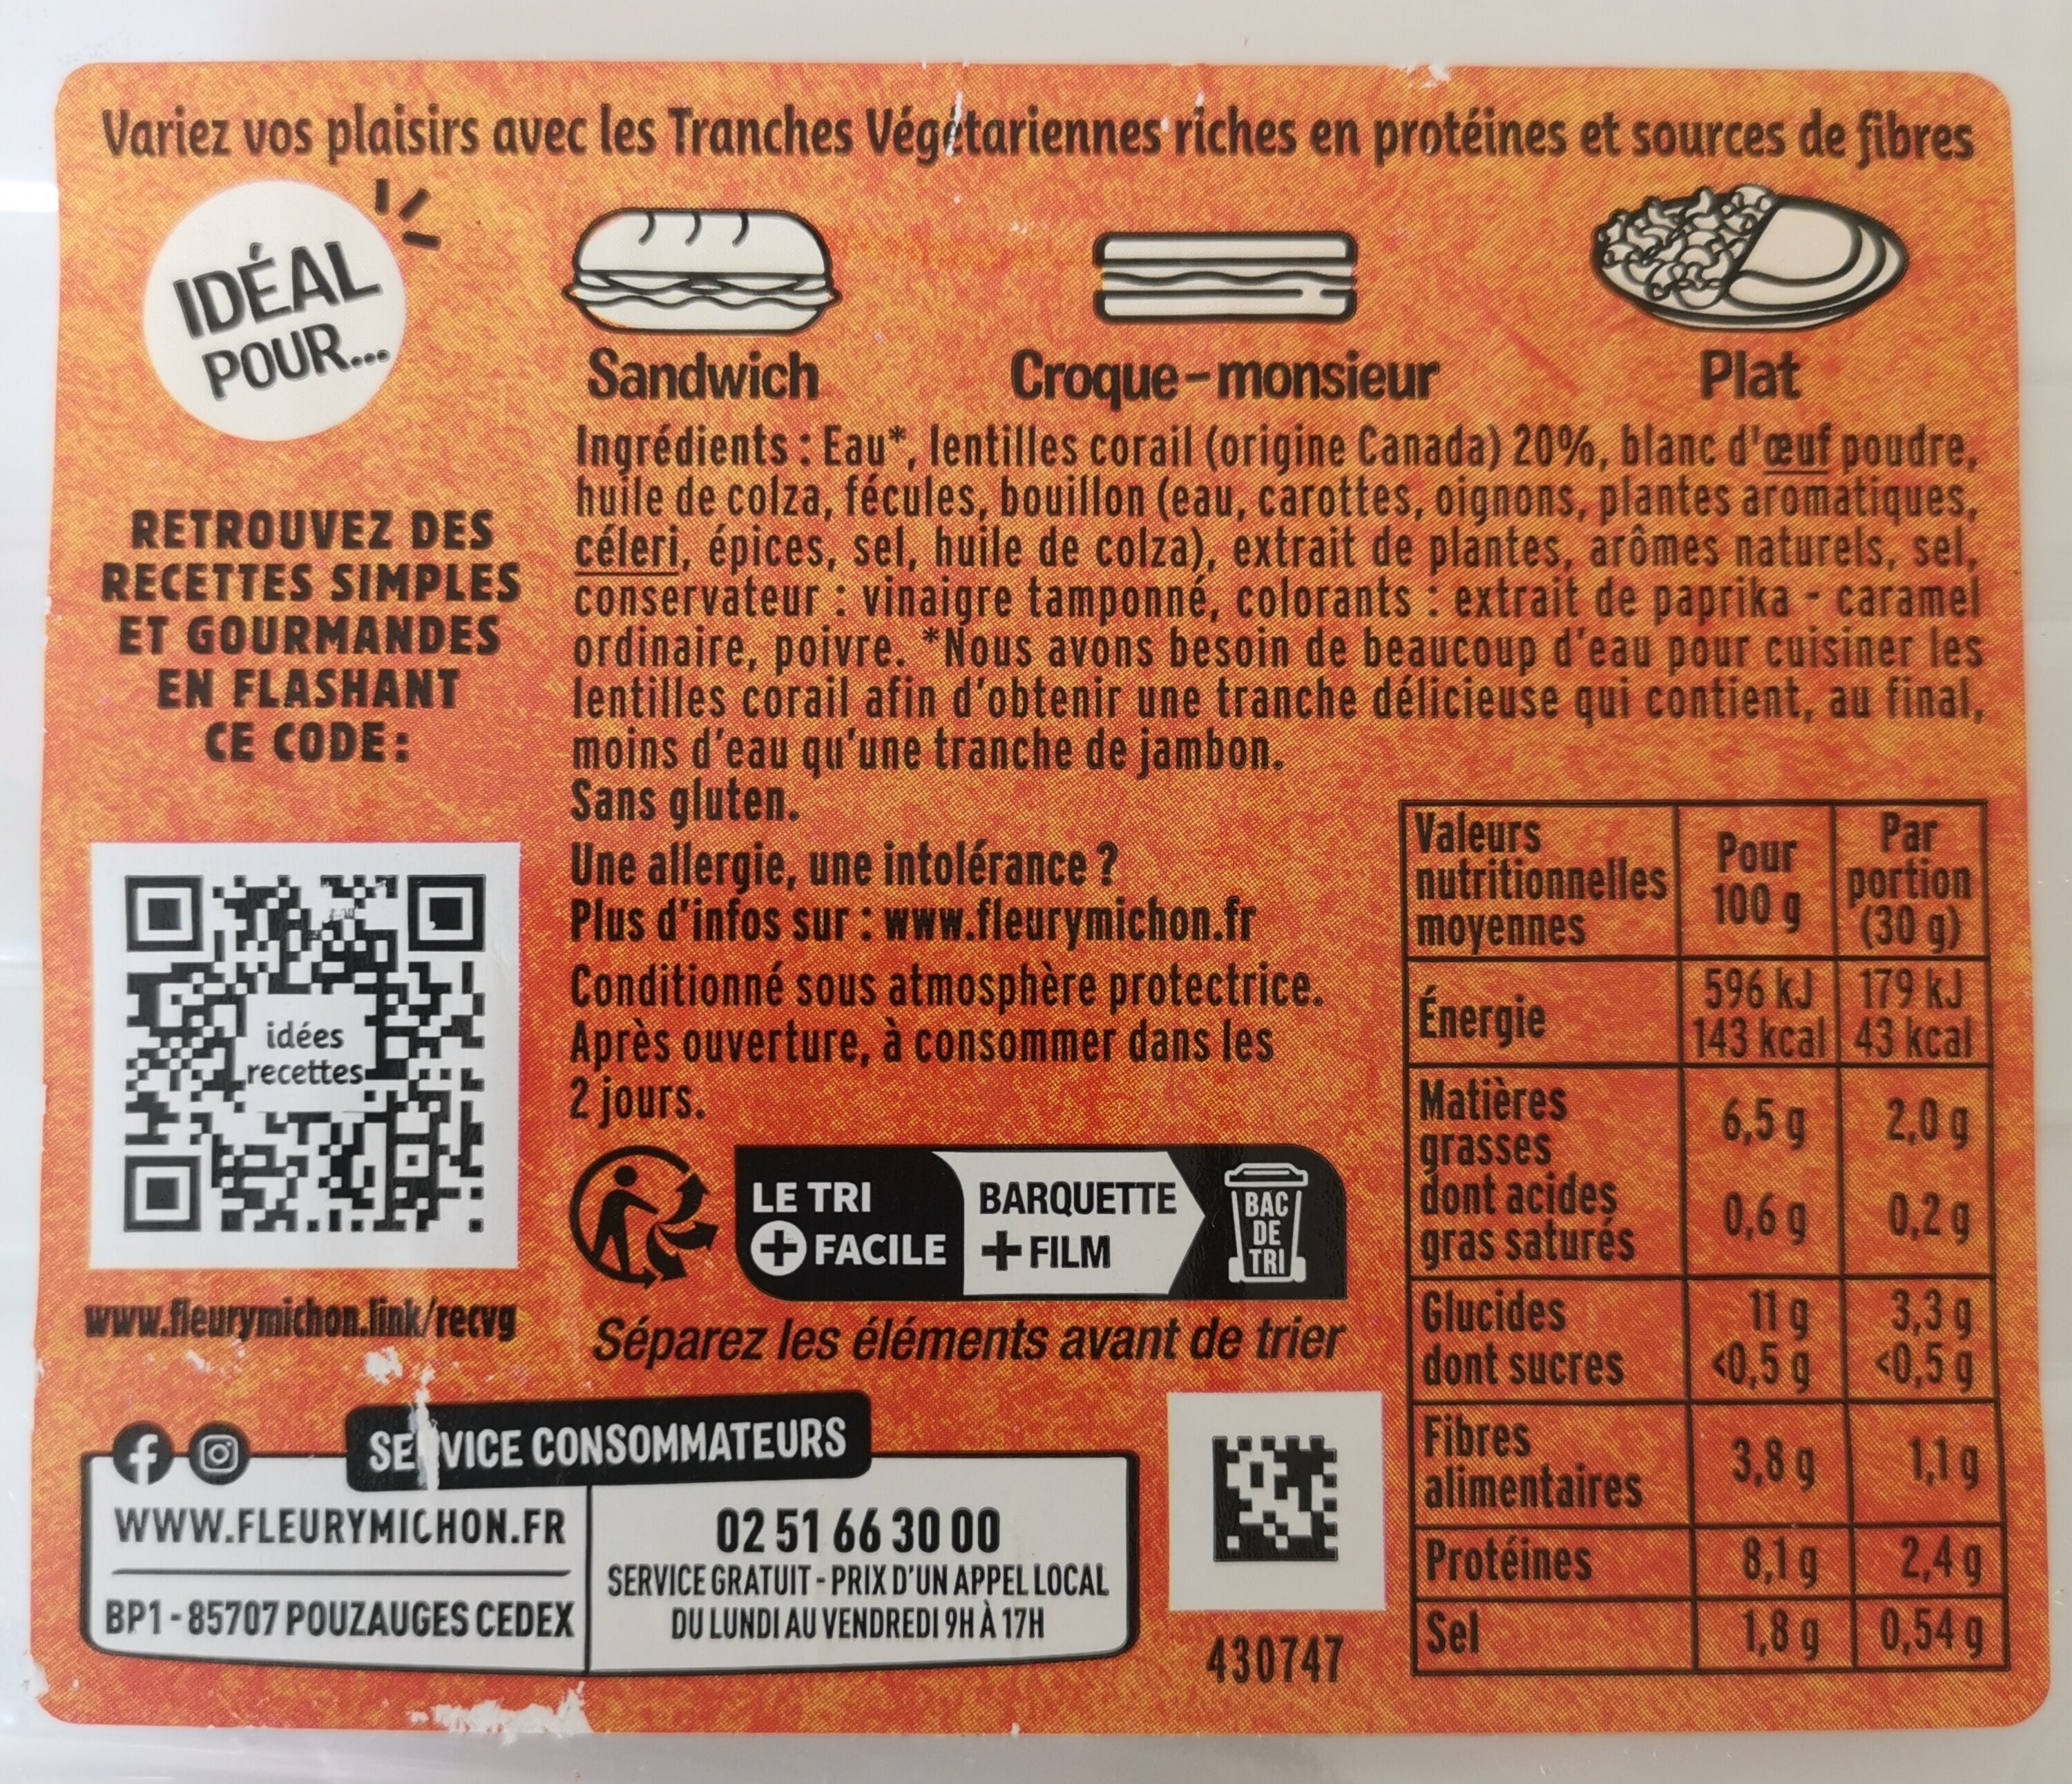 Variez vos plaisirs avec les Tranches Végétariennes riches en protéines et sources de fibres
IDÉAL
POUR...
Sandwich
Croque-monsieur
Plat
RETROUVEZ DES
RECETTES SIMPLES
ET GOURMANDES
EN FLASHANT
CE CODE :
idées
recettes
www.fleurymichon.link/recvg
Ingrédients : Eau*, lentilles corail (origine Canada) 20%, blanc d'œuf poudre,
huile de colza, fécules, bouillon (eau, carottes, oignons, plantes aromatiques,
céleri, épices, sel, huile de colza), extrait de plantes, arômes naturels, sel,
conservateur : vinaigre tamponné, colorants : extrait de paprika - caramel
ordinaire, poivre. *Nous avons besoin de beaucoup d'eau pour cuisiner les
lentilles corail afin d'obtenir une tranche délicieuse qui contient, au final,
moins d'eau qu'une tranche de jambon.
Sans gluten.
Une allergie, une intolérance ?
Plus d'infos sur : www.fleurymichon.fr
Conditionné sous atmosphère protectrice.
Après ouverture, à consommer dans les
2 jours.
LE TRI
+ FACILE
BARQUETTE
+ FILM
BAC
DE
TRI
Séparez les éléments avant de trier
SERVICE CONSOMMATEURS
WWW.FLEURYMICHON.FR
BP1 - 85707 POUZAUGES CEDEX
02 51 66 30 00
SERVICE GRATUIT - PRIX D'UN APPEL LOCAL
DU LUNDI AU VENDREDI 9H À 17H
430747
Valeurs nutritionnelles moyennes Pour 100 g Par portion (30 g)
Énergie 596 kJ 143 kcal 179 kJ 43 kcal
Matières grasses 6,5 g 2,0 g
dont acides gras saturés 0,6 g 0,2 g
Glucides 11 g 3,3 g
dont sucres <0,5 g <0,5 g
Fibres alimentaires 3,8 g 1,1 g
Protéines 8,1 g 2,4 g
Sel 1,8 g 0,54 g